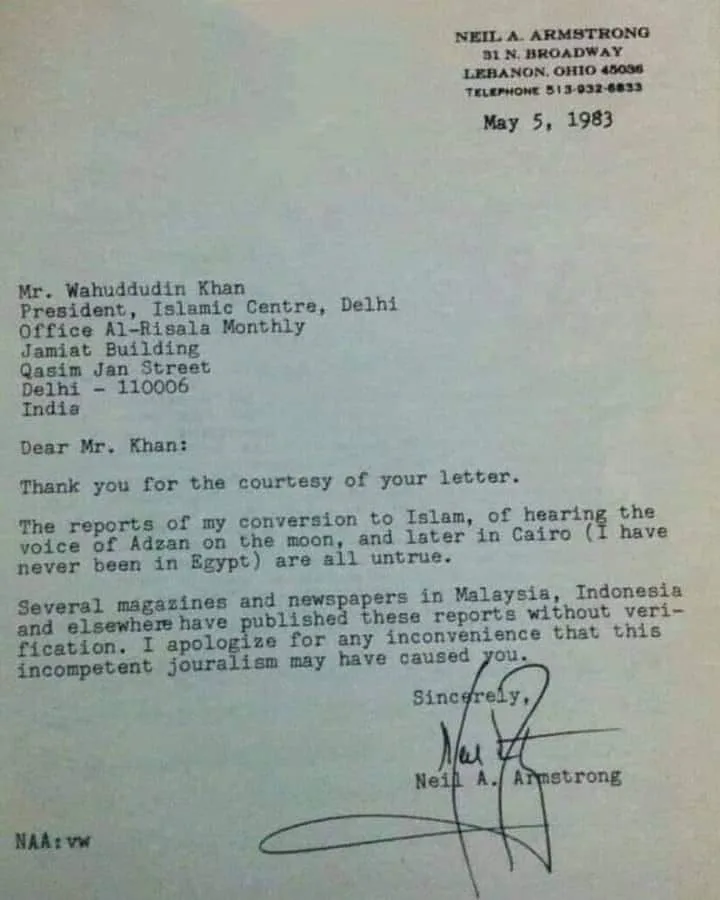 NEIL A. ARMSTRONG
31 N. BROADWAY
LEBANON, OHIO 45036
TELEPHONE 513-932-6833
May 5, 1983
Mr. Wahuddudin Khan
President, Islamic Centre, Delhi
Office Al-Risala Monthly
Jamiat Building
Qasim Jan Street
Delhi - 110006
India
Dear Mr. Khan:
Thank you for the courtesy of your letter.
The reports of my conversion to Islam, of hearing the
voice of Adzan on the moon, and later in Cairo (I have
never been in Egypt) are all untrue.
Several magazines and newspapers in Malaysia, Indonesia
and elsewhere have published these reports without veri-
fication. I apologize for any inconvenience that this
incompetent jouralism may have caused you.
Sincerely,
Neil A. Armstrong
NAA:vw